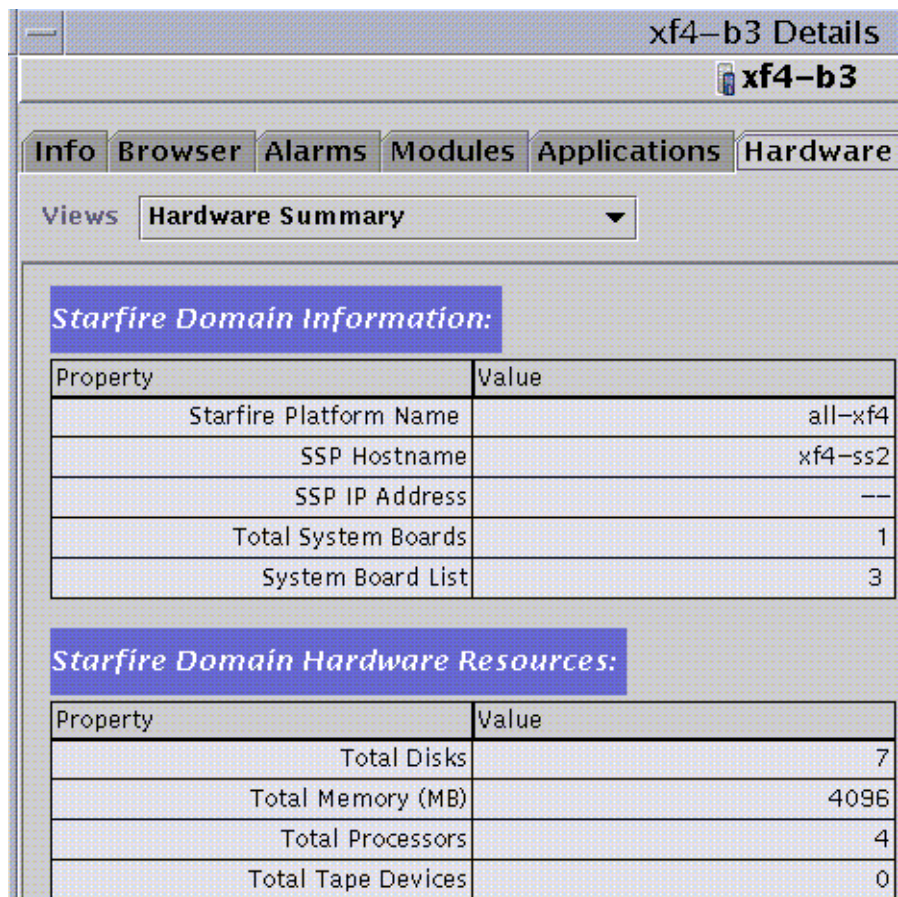 xf4–b3 Details
xf4–b3
Info Browser Alarms Modules Applications Hardware
Views Hardware Summary
Starfire Domain Information:
Property Value
Starfire Platform Name all–xf4
SSP Hostname xf4–ss2
SSP IP Address ––
Total System Boards 1
System Board List 3
Starfire Domain Hardware Resources:
Property Value
Total Disks 7
Total Memory (MB) 4096
Total Processors 4
Total Tape Devices 0